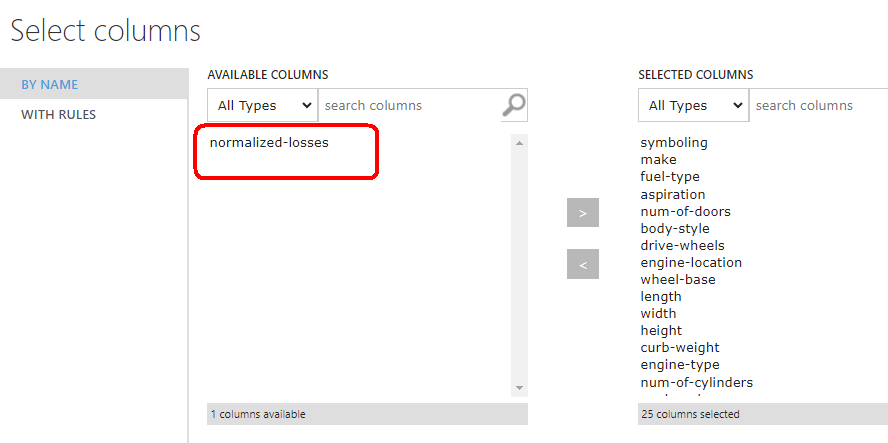 Select columns
BY NAME
WITH RULES
AVAILABLE COLUMNS
All Types
search columns
normalized-losses
1 columns available
>
<
SELECTED COLUMNS
All Types
search columns
symboling
make
fuel-type
aspiration
num-of-doors
body-style
drive-wheels
engine-location
wheel-base
length
width
height
curb-weight
engine-type
num-of-cylinders
25 columns selected